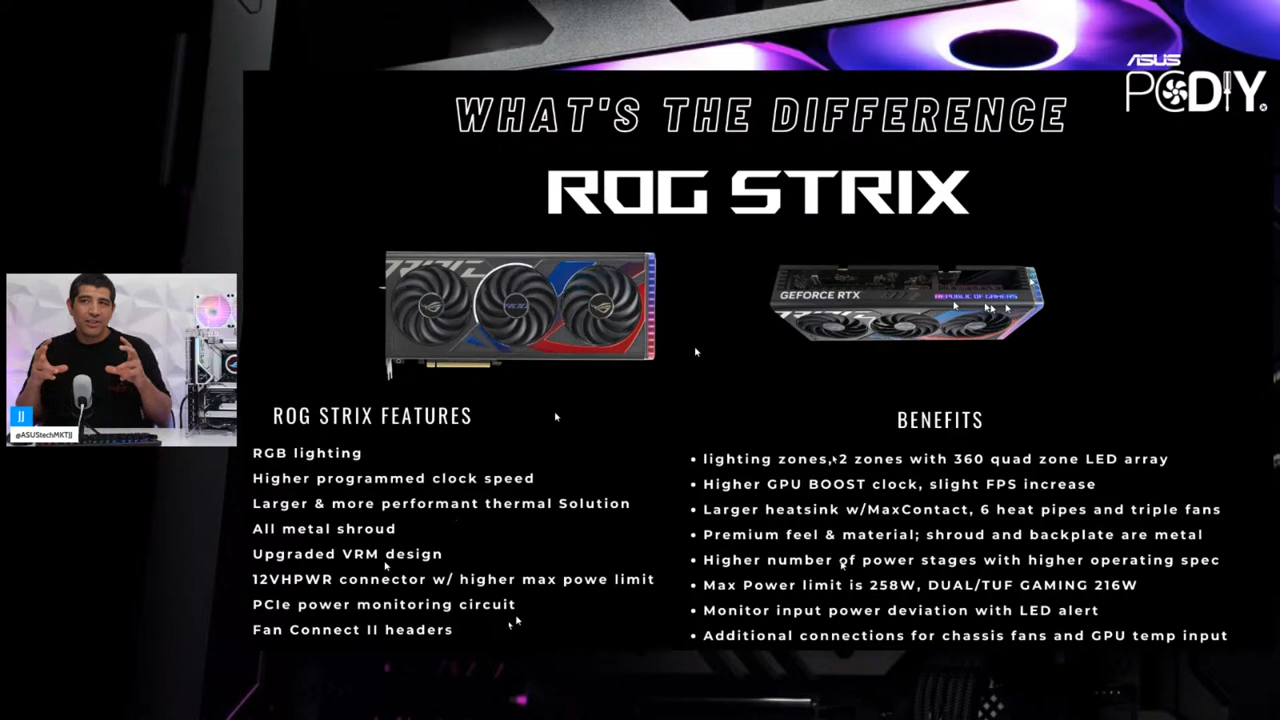 ASUS
PCDIY.
WHAT'S THE DIFFERENCE
ROG STRIX
GEFORCE RTX
REPUBLIC OF GAMERS
JJ
@ASUStechMKTJJ
ROG STRIX FEATURES
RGB lighting
Higher programmed clock speed
Larger & more performant thermal Solution
All metal shroud
Upgraded VRM design
12VHPWR connector w/ higher max powe limit
PCIe power monitoring circuit
Fan Connect II headers
BENEFITS
• lighting zones, 2 zones with 360 quad zone LED array
• Higher GPU BOOST clock, slight FPS increase
• Larger heatsink w/MaxContact, 6 heat pipes and triple fans
• Premium feel & material; shroud and backplate are metal
• Higher number of power stages with higher operating spec
• Max Power limit is 258W, DUAL/TUF GAMING 216W
• Monitor input power deviation with LED alert
• Additional connections for chassis fans and GPU temp input